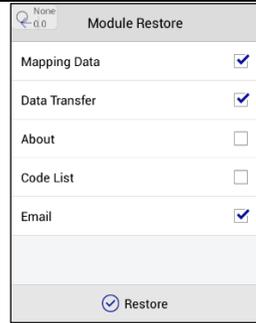 None
0.0
Module Restore
Mapping Data
Data Transfer
About
Code List
Email
Restore